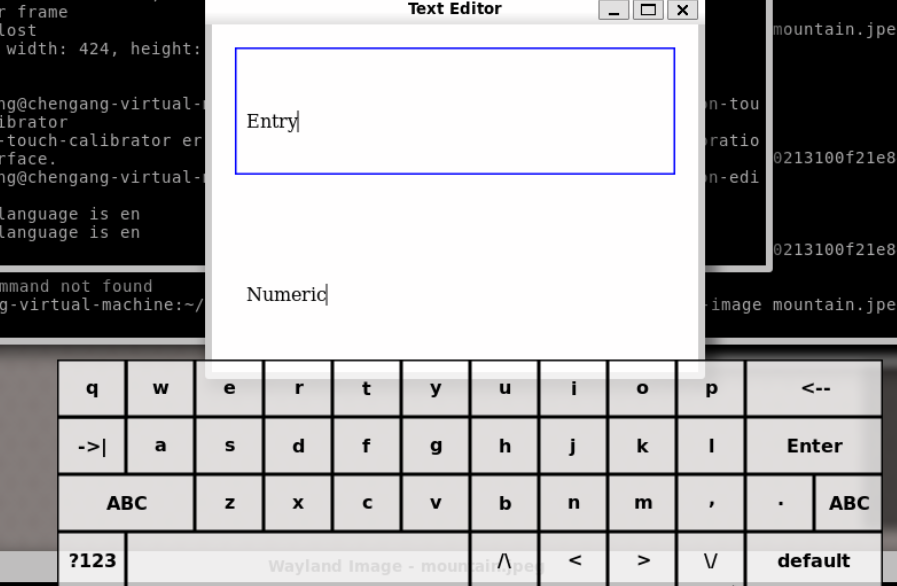 Text Editor
r frame
lost
width: 424, height:
mountain.jpe
ng@chengang-virtual-
n-tou
ibrator
-touch-calibrator er
ratio
rface.
0213100f21e8
ng@chengang-virtual-
n-edi
language is en
language is en
0213100f21e8
mmand not found
g-virtual-machine:~/
-image mountain.jpe
Entry
Numeric
q w e r t y u i o p <--
->| a s d f g h j k l Enter
ABC z x c v b n m , . ABC
?123 /\ < > \/ default
Wayland Image - mountain.jpeg